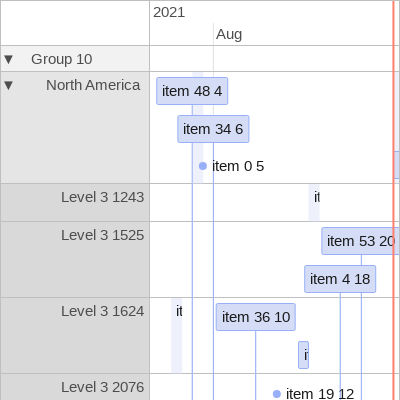 2021
Aug
Group 10
North America
item 48 4
item 34 6
item 0 5
Level 3 1243
it
Level 3 1525
item 53 20
item 4 18
Level 3 1624
it
item 36 10
Level 3 2076
item 19 12